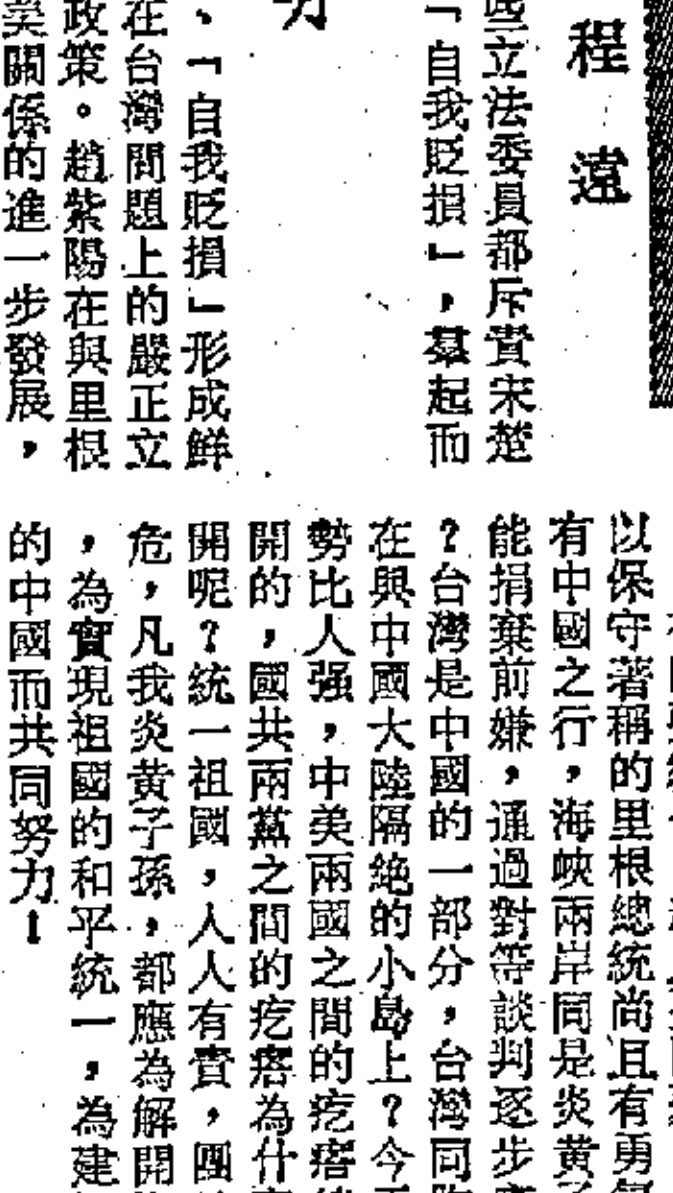 程遠
些立法委員都斥責宋楚
「自我貶損」，羣起而
力
、「自我貶損」形成鮮
在台灣問題上的嚴正立
政策。趙紫陽在與里根
美關係的進一步發展，
以保守著稱的里根總統尚且有勇氣
有中國之行，海峽兩岸同是炎黃子
能捐棄前嫌，通過對等談判逐步
？台灣是中國的一部分，台灣同胞
在與中國大陸隔絶的小島上？今天
勢比人强，中美兩國之間的疙瘩
開的，國共兩黨之間的疙瘩為什麼
開呢？統一祖國，人人有責，團
危，凡我炎黃子孫，都應為解開
，為實現祖國的和平統一，為建
的中國而共同努力！